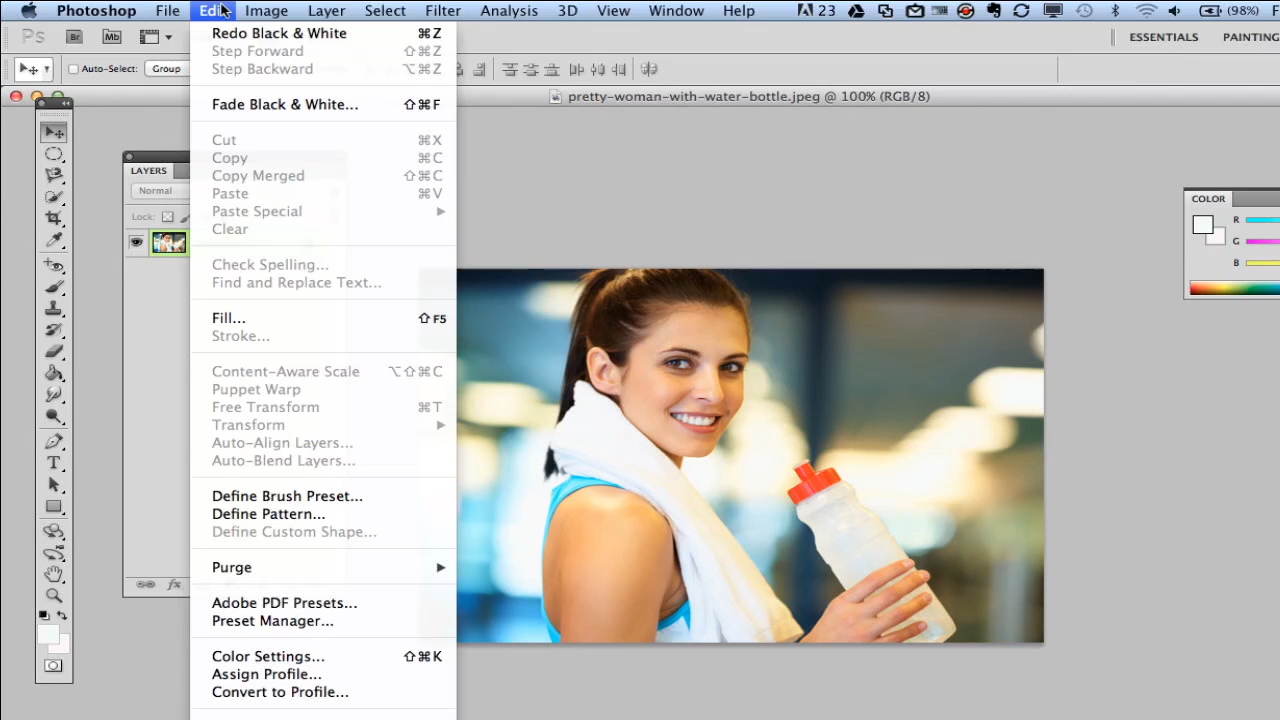 Photoshop File Edit Image Layer Select Filter Analysis 3D View Window Help 23 (98%)
Ps Br Mb ESSENTIALS PAINTING
Auto-Select: Group
pretty-woman-with-water-bottle.jpeg @ 100% (RGB/8)
Redo Black & White ⌘Z
Step Forward ⇧⌘Z
Step Backward ⌥⌘Z
Fade Black & White... ⇧⌘F
Cut ⌘X
Copy ⌘C
Copy Merged ⇧⌘C
Paste ⌘V
Paste Special
Clear
Check Spelling...
Find and Replace Text...
Fill... ⇧F5
Stroke...
Content-Aware Scale ⌥⇧⌘C
Puppet Warp
Free Transform ⌘T
Transform
Auto-Align Layers...
Auto-Blend Layers...
Define Brush Preset...
Define Pattern...
Define Custom Shape...
Purge
Adobe PDF Presets...
Preset Manager...
Color Settings... ⇧⌘K
Assign Profile...
Convert to Profile...
LAYERS
Normal
Lock:
fx
COLOR
R
G
B